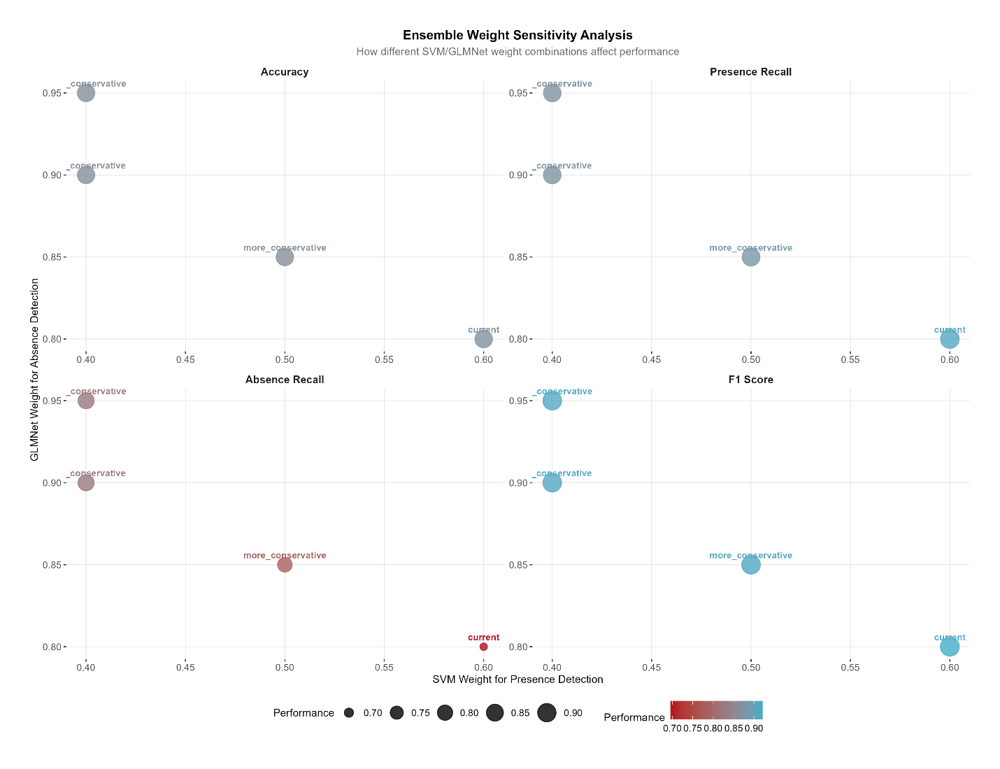 Ensemble Weight Sensitivity Analysis
How different SVM/GLMNet weight combinations affect performance
Accuracy
Presence Recall
0.95
_conservative
0.95
_conservative
0.90
_conservative
0.90
_conservative
0.85
more_conservative
0.85
more_conservative
0.80
current
0.80
current
0.40 0.45 0.50 0.55 0.60
0.40 0.45 0.50 0.55 0.60
GLMNet Weight for Absence Detection
Absence Recall
F1 Score
0.95
_conservative
0.95
_conservative
0.90
_conservative
0.90
_conservative
0.85
more_conservative
0.85
more_conservative
0.80
current
0.80
current
0.40 0.45 0.50 0.55 0.60
0.40 0.45 0.50 0.55 0.60
SVM Weight for Presence Detection
Performance 0.70 0.75 0.80 0.85 0.90
Performance
0.70 0.75 0.80 0.85 0.90